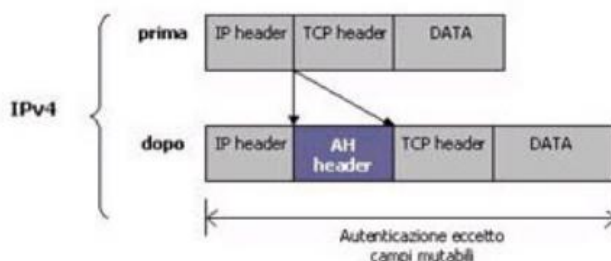 prima
IP header TCP header DATA
IPv4
dopo
IP header AH header TCP header DATA
Autenticazione eccetto
campi mutabili